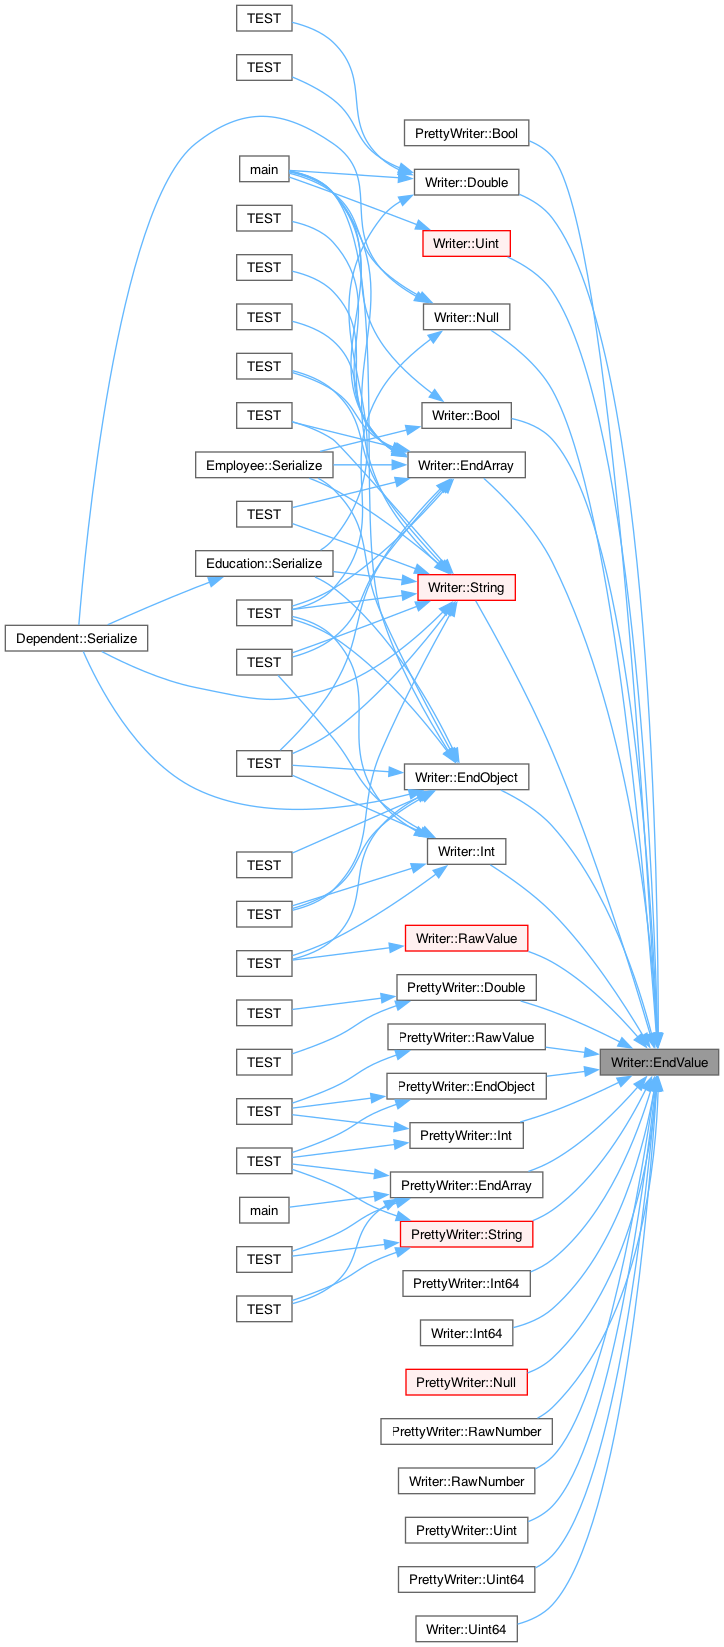 TEST
TEST
PrettyWriter::Bool
main
Writer::Double
TEST
Writer::Uint
TEST
TEST
Writer::Null
TEST
TEST
Writer::Bool
Employee::Serialize
Writer::EndArray
TEST
Education::Serialize
Writer::String
TEST
Dependent::Serialize
TEST
TEST
Writer::EndObject
Writer::Int
TEST
TEST
Writer::RawValue
TEST
PrettyWriter::Double
TEST
PrettyWriter::RawValue
TEST
Writer::EndValue
PrettyWriter::EndObject
TEST
PrettyWriter::Int
TEST
PrettyWriter::EndArray
main
PrettyWriter::String
TEST
PrettyWriter::Int64
TEST
Writer::Int64
PrettyWriter::Null
PrettyWriter::RawNumber
Writer::RawNumber
PrettyWriter::Uint
PrettyWriter::Uint64
Writer::Uint64